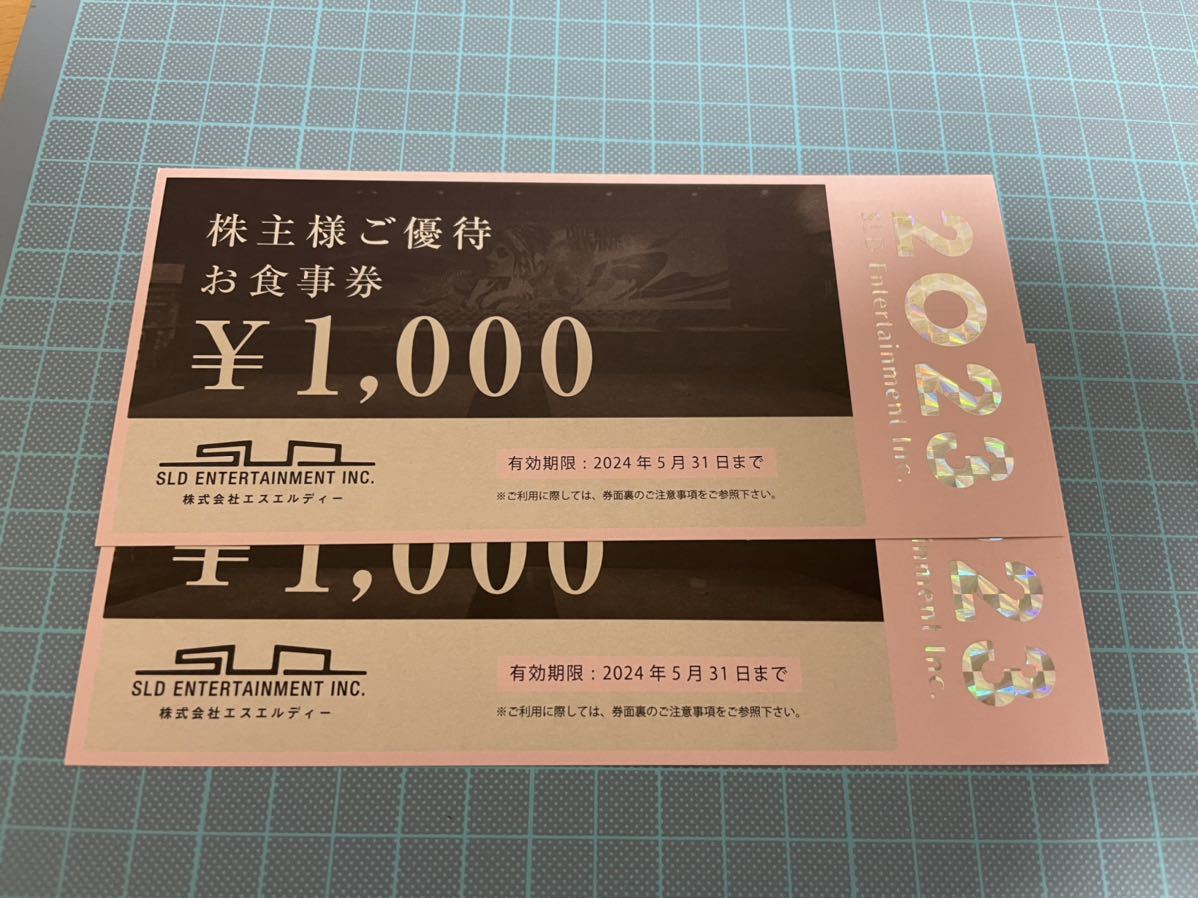 株主様ご優待
お食事券
¥1,000
SLD ENTERTAINMENT INC.
株式会社エスエルディー
有効期限：2024年5月31日まで
※ご利用に際しては、券面裏のご注意事項をご参照下さい。
2023
SLD Entertainment Inc.
¥1,000
SLD ENTERTAINMENT INC.
株式会社エスエルディー
有効期限：2024年5月31日まで
※ご利用に際しては、券面裏のご注意事項をご参照下さい。
23
inment Inc.